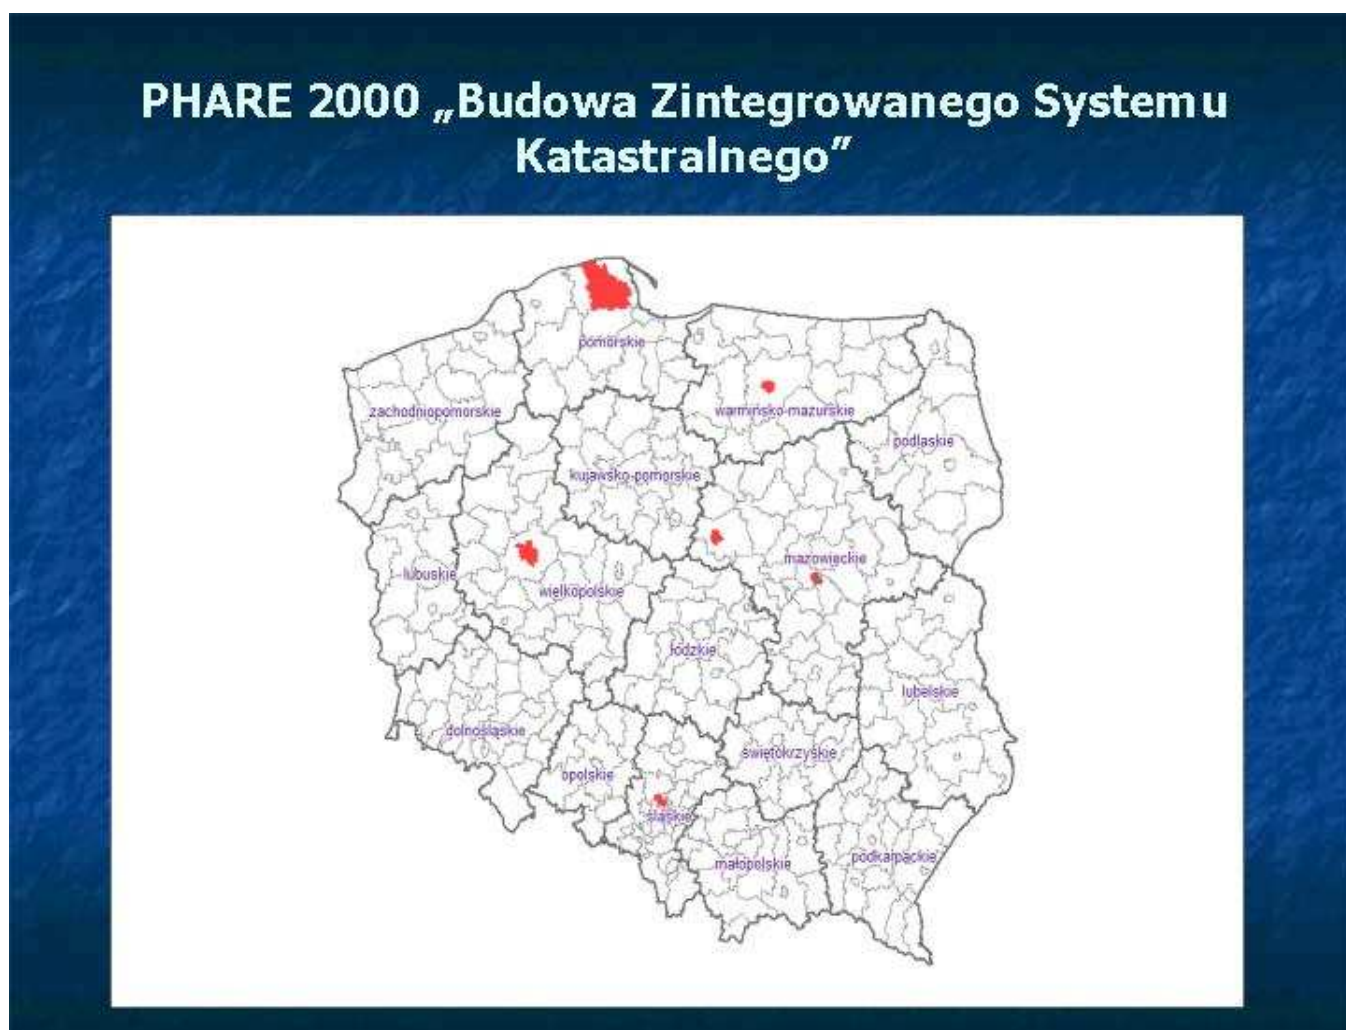 PHARE 2000 „Budowa Zintegrowanego Systemu
Katastralnego”
pomorskie
zachodniopomorskie
warmińsko-mazurskie
podlaskie
kujawsko-pomorskie
mazowieckie
lubuskie
wielkopolskie
łódzkie
lubelskie
dolnośląskie
świętokrzyskie
opolskie
śląskie
małopolskie
podkarpackie